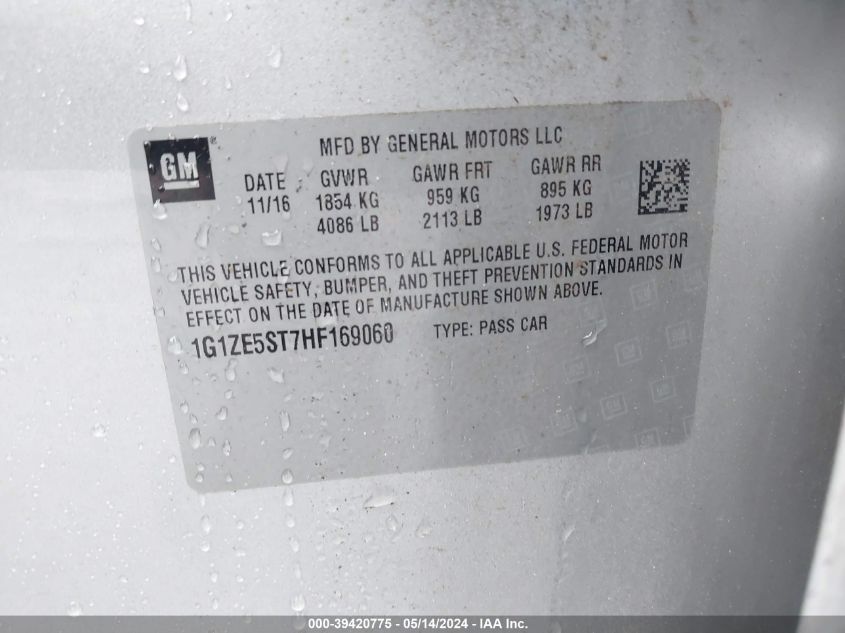 GM®
MFD BY GENERAL MOTORS LLC
DATE GVWR GAWR FRT GAWR RR
11/16 1854 KG 959 KG 895 KG
4086 LB 2113 LB 1973 LB
THIS VEHICLE CONFORMS TO ALL APPLICABLE U.S. FEDERAL MOTOR
VEHICLE SAFETY, BUMPER, AND THEFT PREVENTION STANDARDS IN
EFFECT ON THE DATE OF MANUFACTURE SHOWN ABOVE.
1G1ZE5ST7HF169060 TYPE: PASS CAR
000-39420775 - 05/14/2024 - IAA Inc.